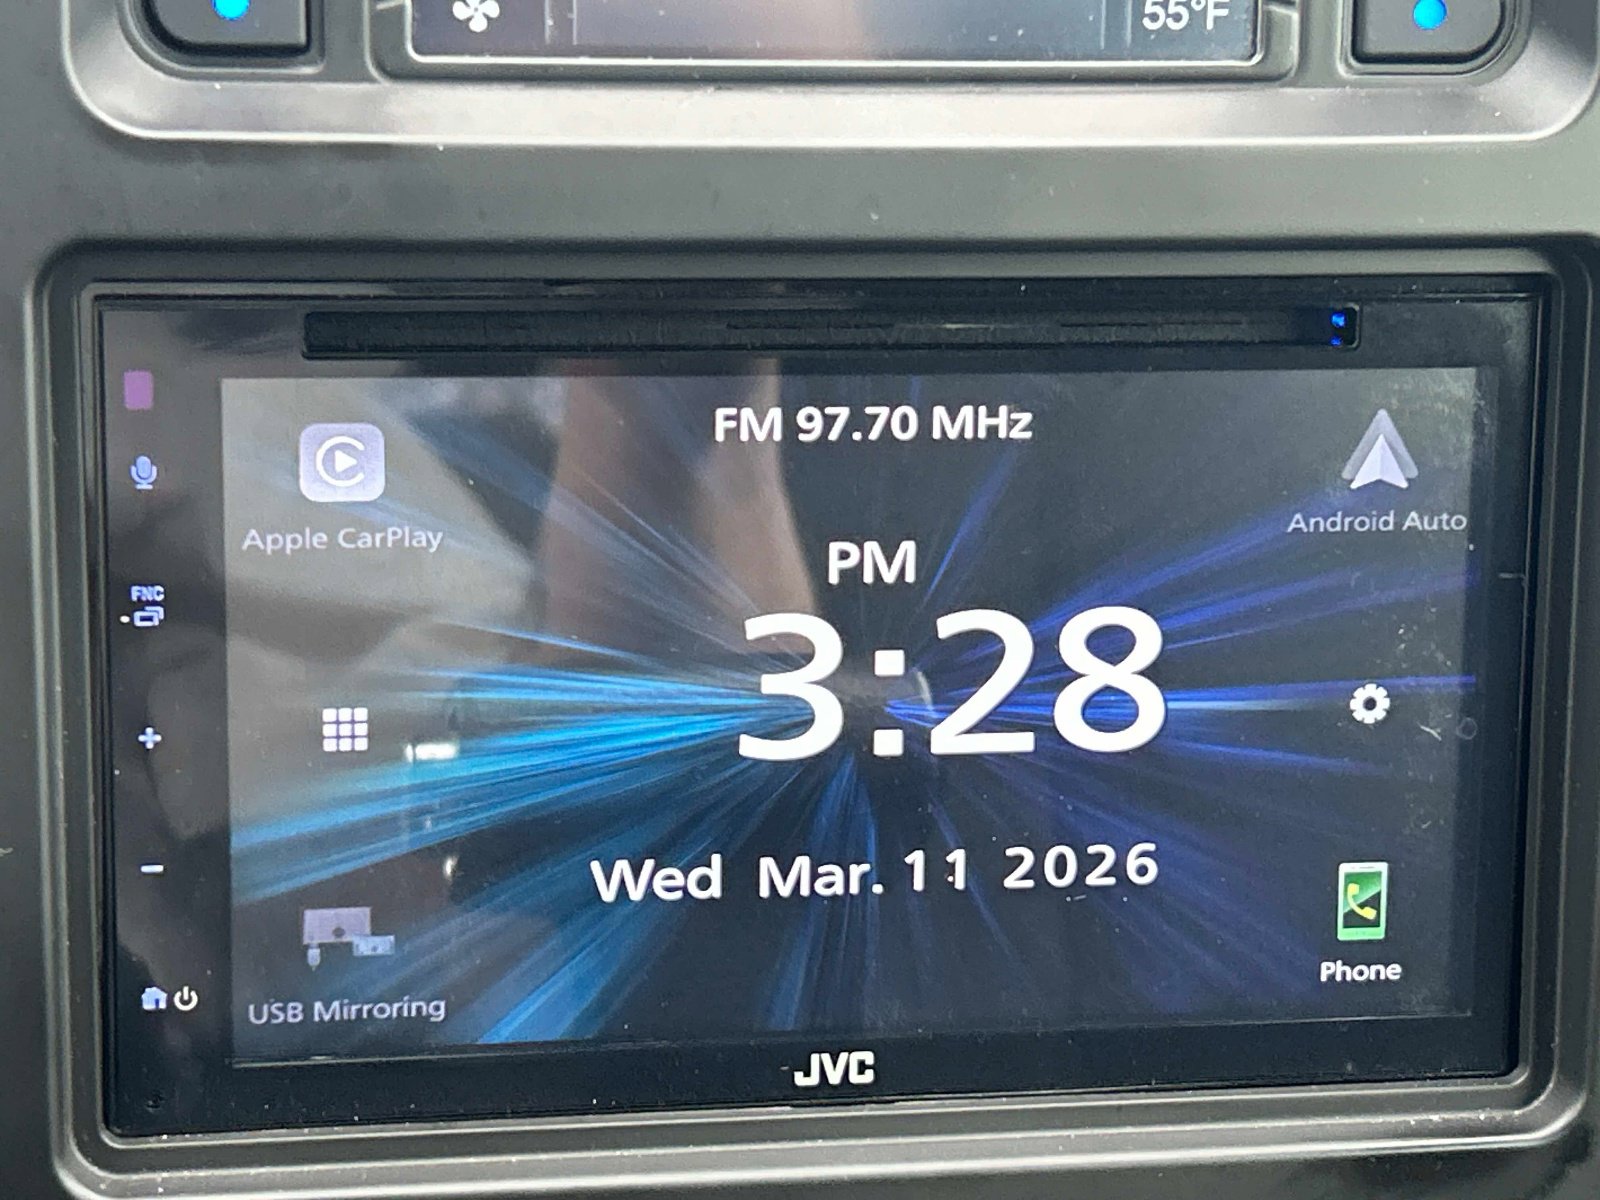 55°F
FM 97.70 MHz
Apple CarPlay
Android Auto
PM
3:28
FNC
Wed Mar. 11 2026
Phone
USB Mirroring
JVC